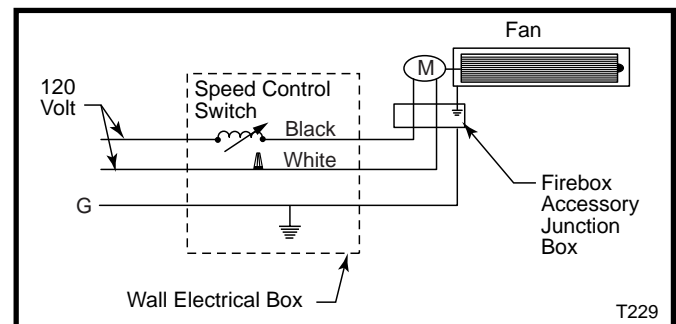 Fan
M
120
Volt
Speed Control
Switch
Black
White
G
Firebox
Accessory
Junction
Box
Wall Electrical Box
T229